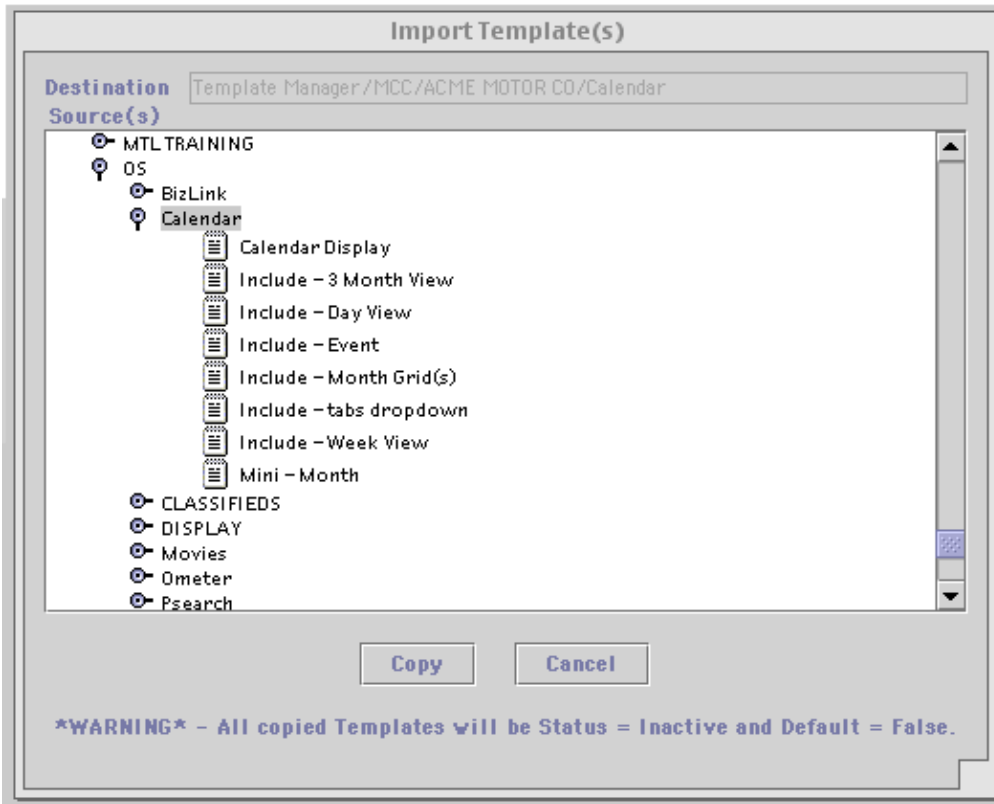 Import Template(s)
Destination Template Manager/MCC/ACME MOTOR CO/Calendar
Source(s)
MTL TRAINING
OS
BizLink
Calendar
Calendar Display
Include - 3 Month View
Include - Day View
Include - Event
Include - Month Grid(s)
Include - tabs dropdown
Include - Week View
Mini - Month
CLASSIFIEDS
DISPLAY
Movies
Ometer
Psearch
Copy Cancel
*WARNING* - All copied Templates will be Status = Inactive and Default = False.